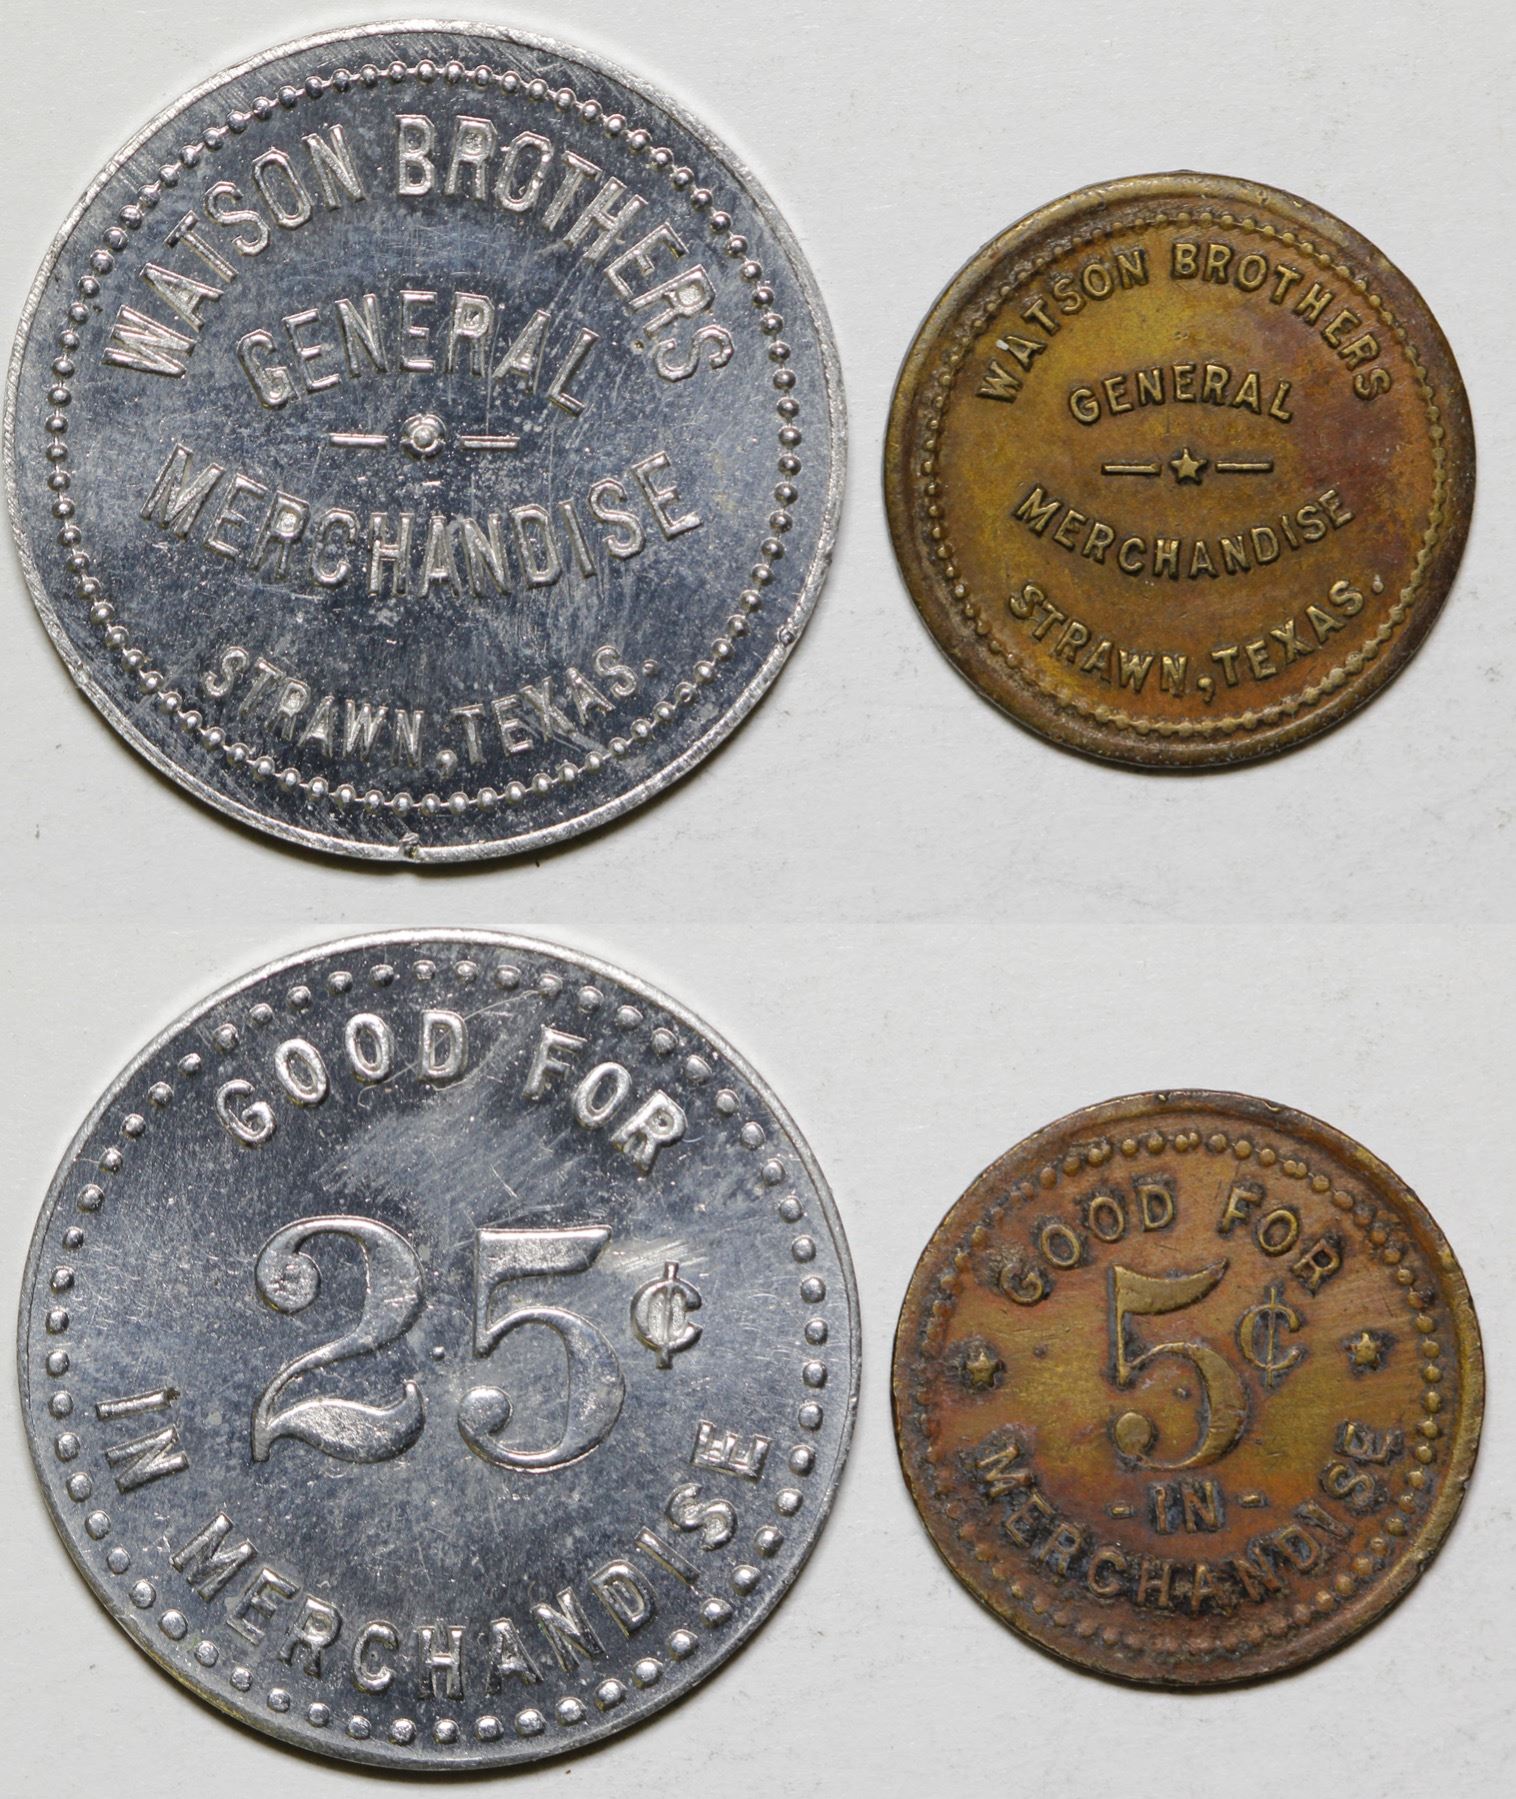 WATSON BROTHERS
GENERAL
MERCHANDISE
STRAWN, TEXAS.
WATSON BROTHERS
GENERAL
MERCHANDISE
STRAWN, TEXAS.
GOOD FOR
25¢
IN MERCHANDISE
GOOD FOR
5¢
- IN -
MERCHANDISE